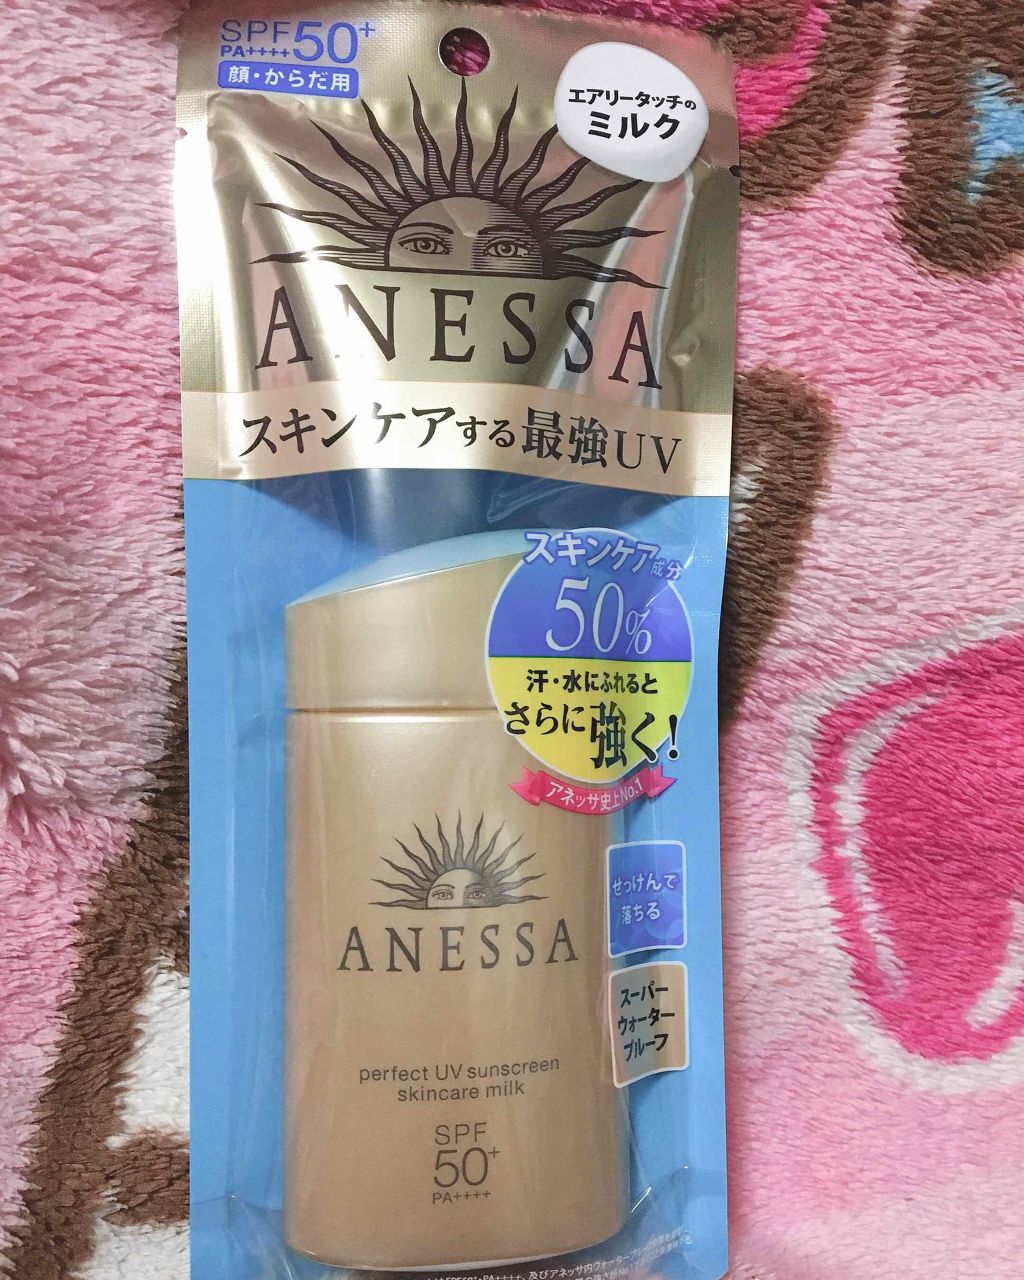 SPF50+
PA++++
顔・からだ用
エアリータッチの
ミルク
ANESSA
スキンケアする最強UV
スキンケア成分
50%
汗・水にふれると
さらに強く!
アネッサ史上No.1
せっけんで
落ちる
スーパー
ウォーター
プルーフ
ANESSA
perfect UV sunscreen
skincare milk
SPF
50+
PA++++